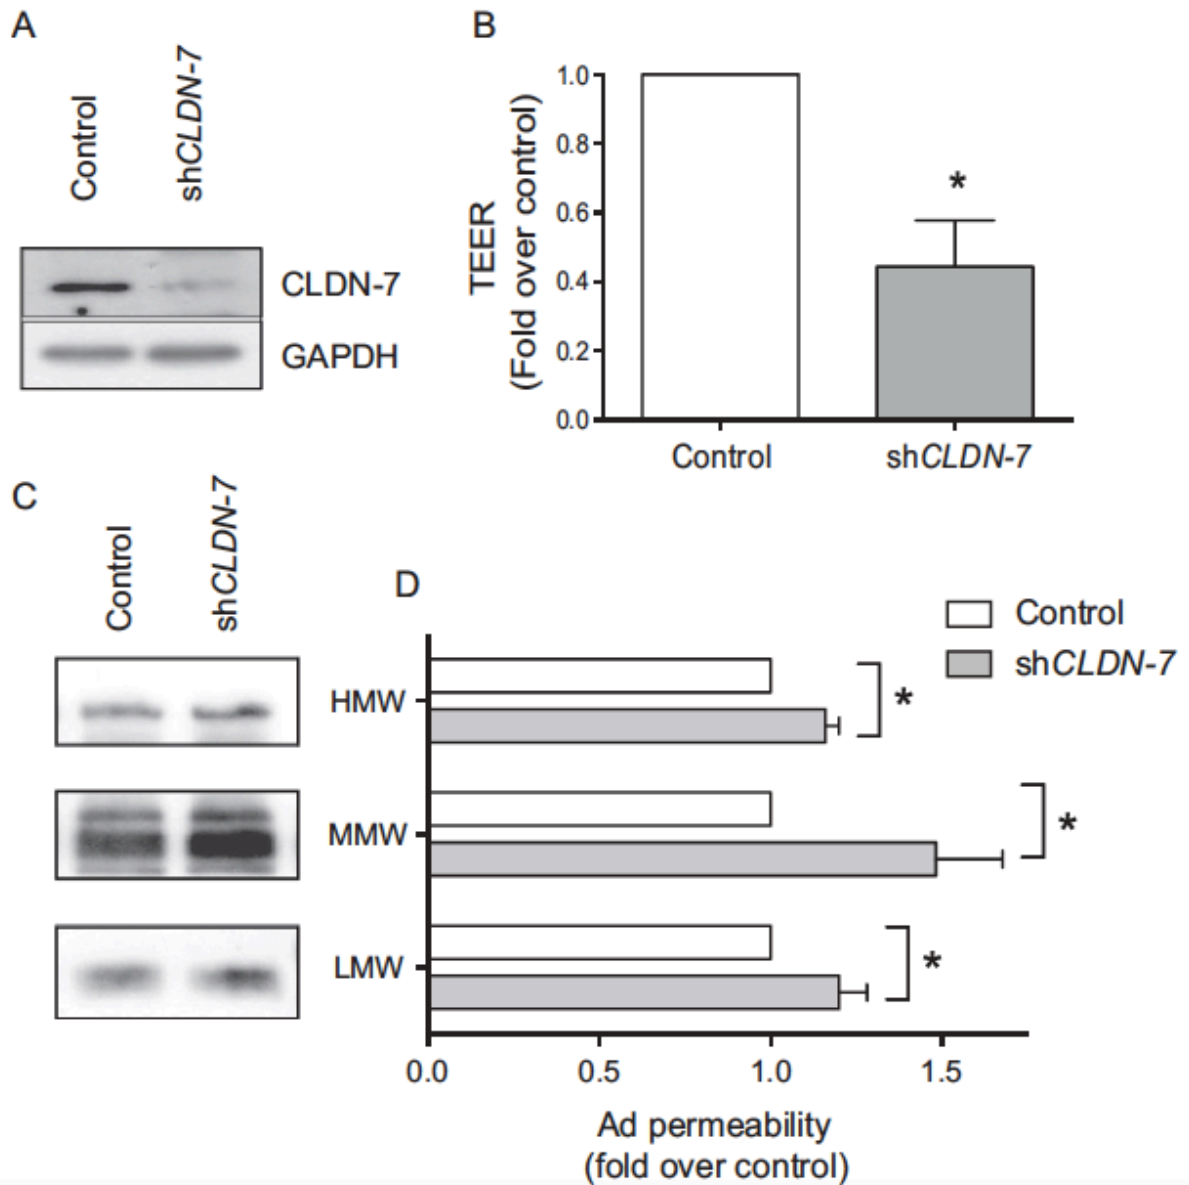 A
Control
shCLDN-7
CLDN-7
GAPDH
B
TEER
(Fold over control)
1.0
0.8
0.6
0.4
0.2
0.0
*
Control
shCLDN-7
C
Control
shCLDN-7
D
Control
shCLDN-7
HMW
*
MMW
*
LMW
*
0.0 0.5 1.0 1.5
Ad permeability
(fold over control)